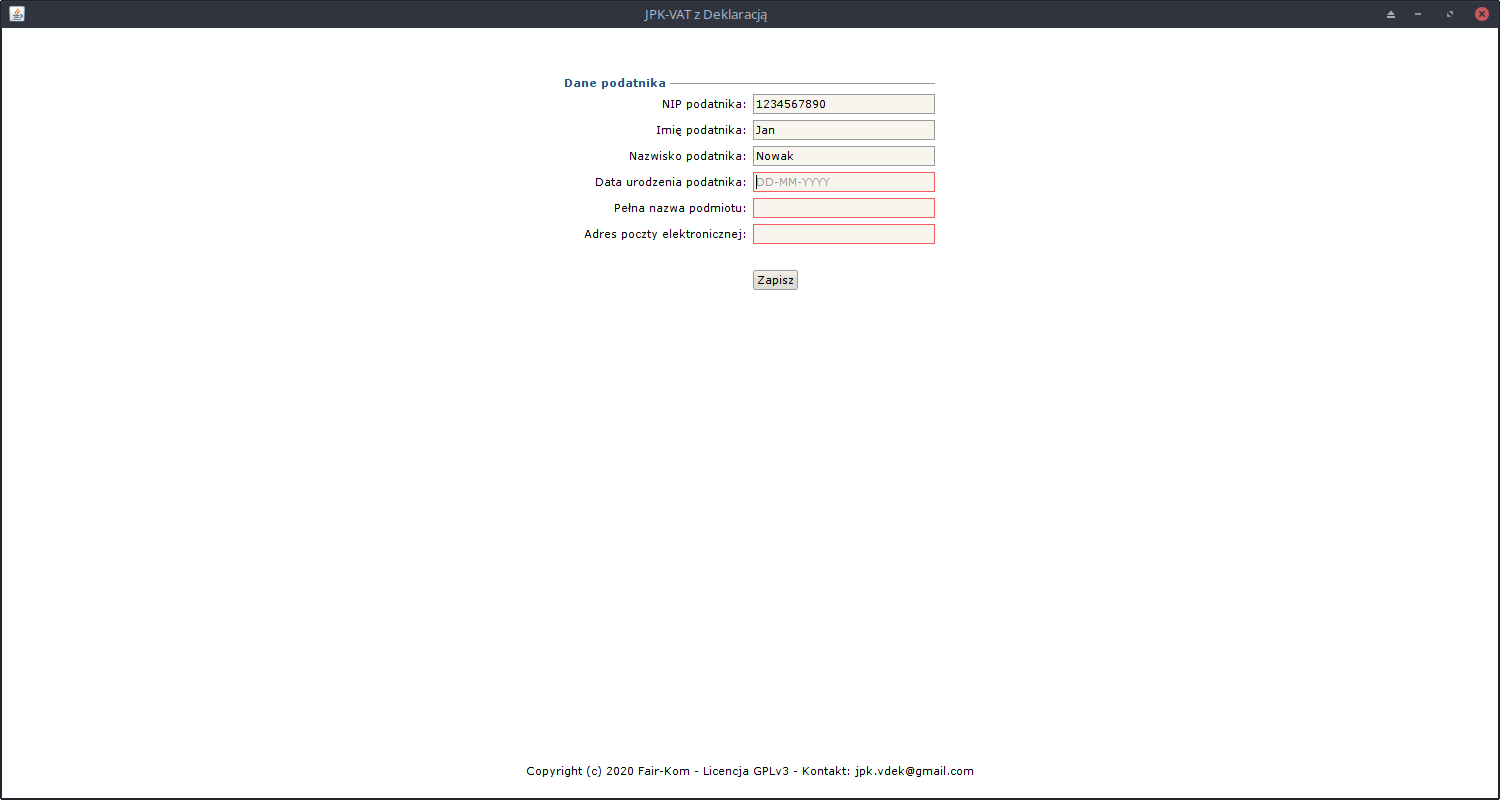 JPK-VAT z Deklaracją
Dane podatnika
NIP podatnika: 1234567890
Imię podatnika: Jan
Nazwisko podatnika: Nowak
Data urodzenia podatnika: DD-MM-YYYY
Pełna nazwa podmiotu:
Adres poczty elektronicznej:
Zapisz
Copyright (c) 2020 Fair-Kom - Licencja GPLv3 - Kontakt: jpk.vdek@gmail.com